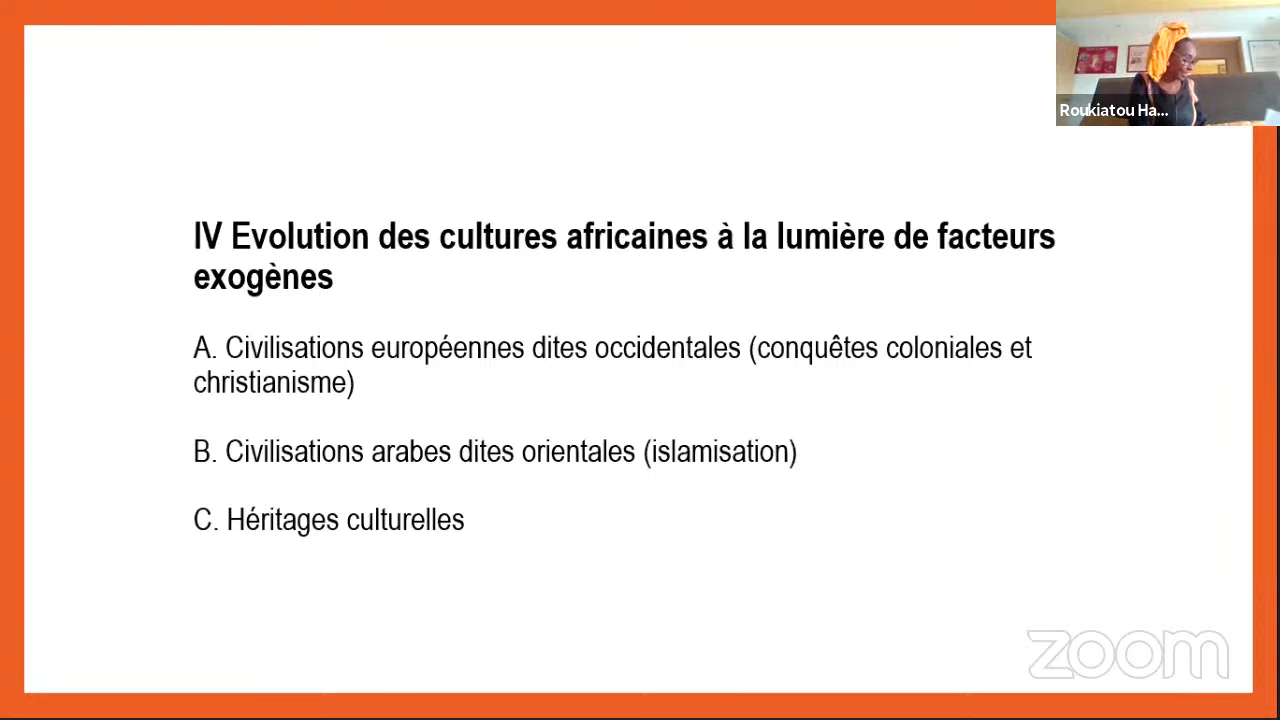 Roukiatou Ha...
IV Evolution des cultures africaines à la lumière de facteurs
exogènes
A. Civilisations européennes dites occidentales (conquêtes coloniales et
christianisme)
B. Civilisations arabes dites orientales (islamisation)
C. Héritages culturelles
zoom